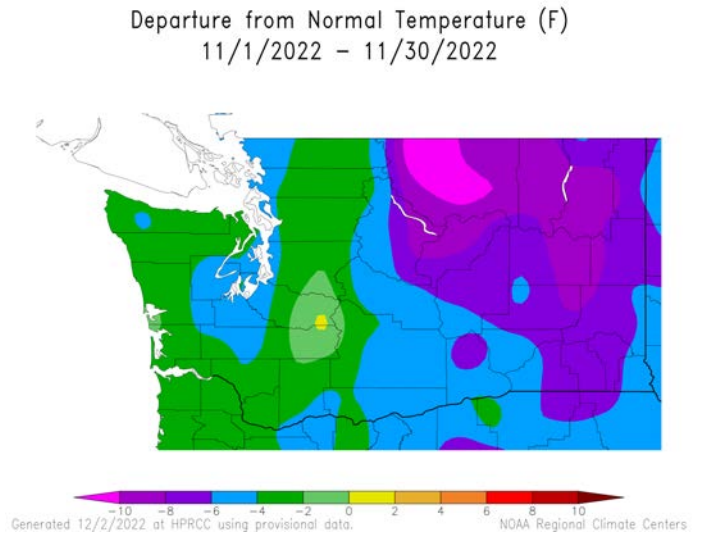 Departure from Normal Temperature (F)
11/1/2022 – 11/30/2022
-10 -8 -6 -4 -2 0 2 4 6 8 10
Generated 12/2/2022 at HPRCC using provisional data.
NOAA Regional Climate Centers